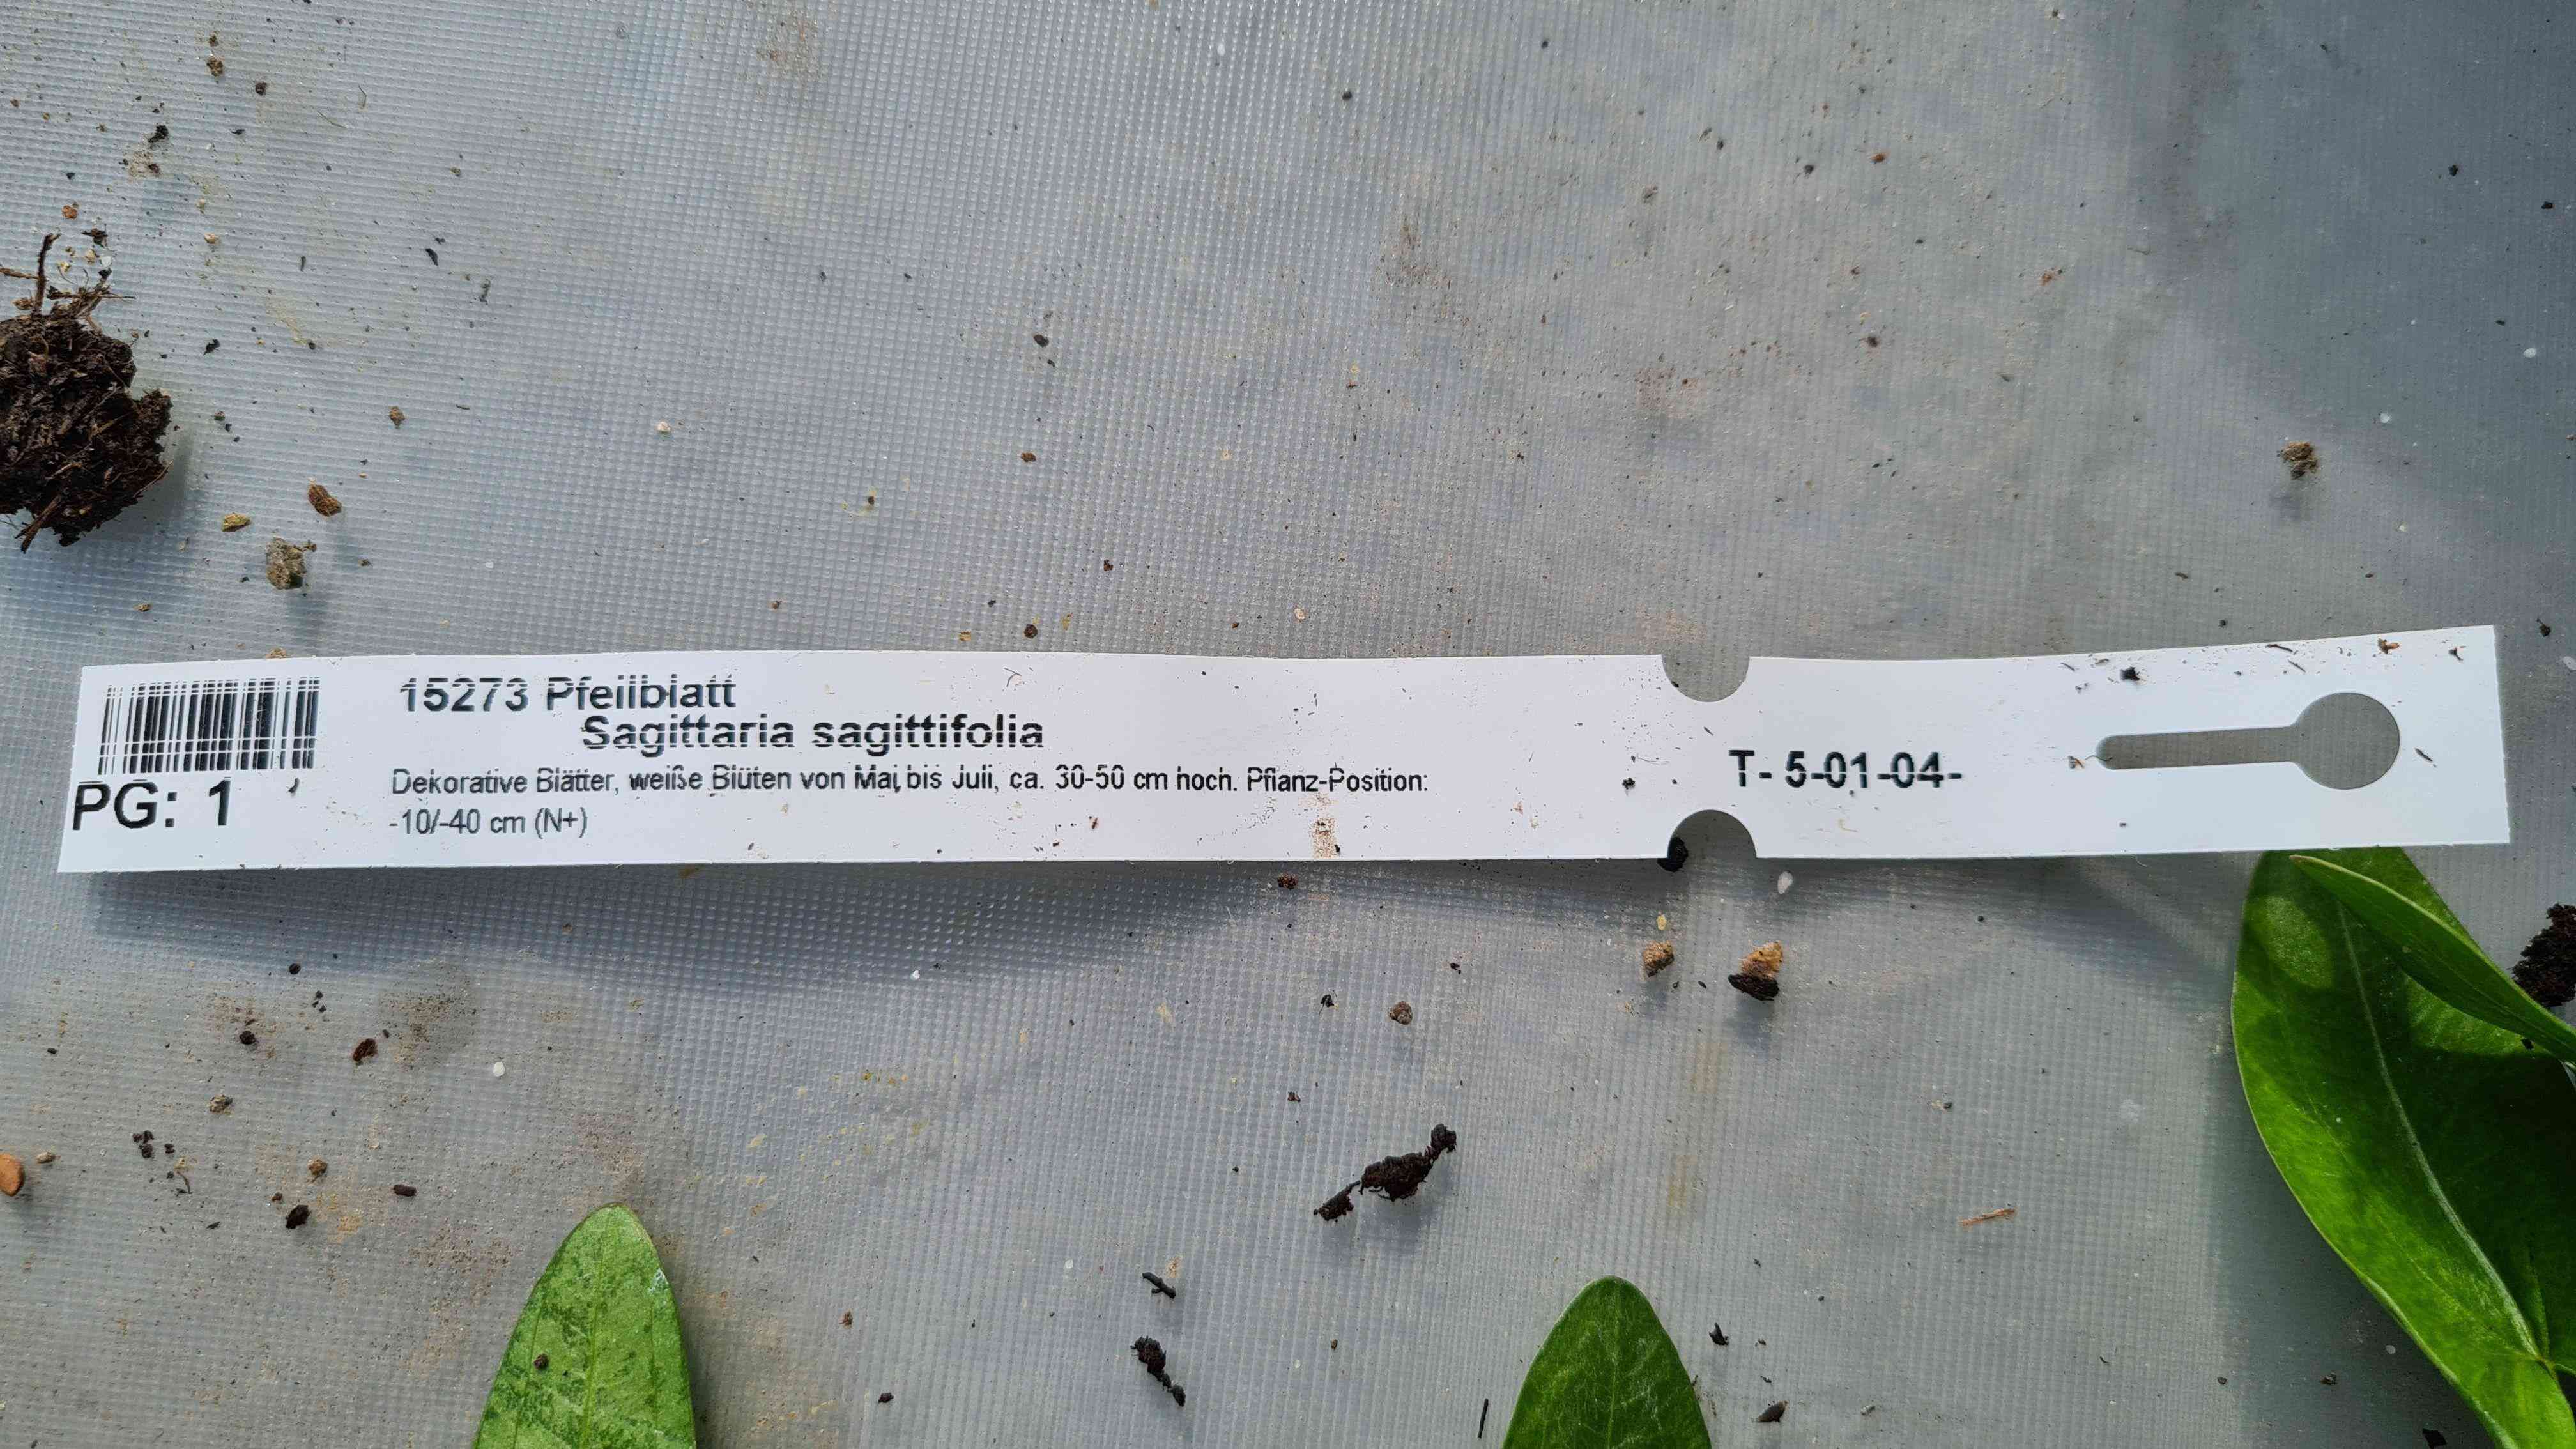 15273 Pfeilblatt
Sagittaria sagittifolia
Dekorative Blätter, weiße Blüten von Mai bis Juli, ca. 30-50 cm hoch. Pflanz-Position:
-10/-40 cm (N+)
PG: 1
T- 5-01-04-